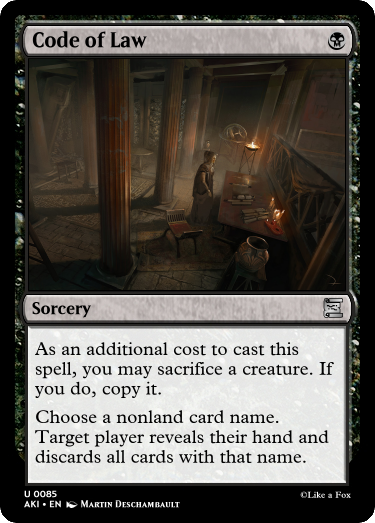 Code of Law
Sorcery
As an additional cost to cast this
spell, you may sacrifice a creature. If
you do, copy it.
Choose a nonland card name.
Target player reveals their hand and
discards all cards with that name.
U 0085
AKI • EN Martin Deschambault
©Like a Fox